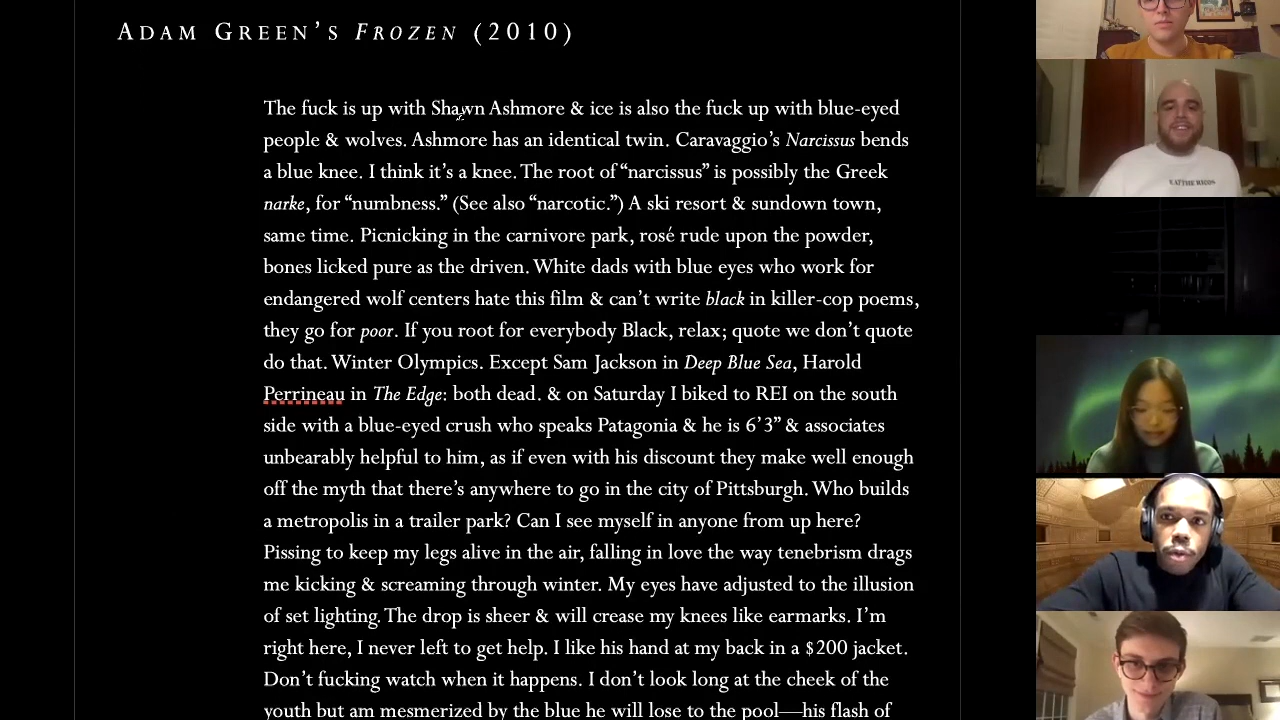 ADAM GREEN'S FROZEN (2010)
The fuck is up with Shawn Ashmore & ice is also the fuck up with blue-eyed
people & wolves. Ashmore has an identical twin. Caravaggio's Narcissus bends
a blue knee. I think it's a knee. The root of “narcissus” is possibly the Greek
narke, for “numbness.” (See also “narcotic.”) A ski resort & sundown town,
same time. Picnicking in the carnivore park, rosé rude upon the powder,
bones licked pure as the driven. White dads with blue eyes who work for
endangered wolf centers hate this film & can't write black in killer-cop poems,
they go for poor. If you root for everybody Black, relax; quote we don't quote
do that. Winter Olympics. Except Sam Jackson in Deep Blue Sea, Harold
Perrineau in The Edge: both dead. & on Saturday I biked to REI on the south
side with a blue-eyed crush who speaks Patagonia & he is 6'3” & associates
unbearably helpful to him, as if even with his discount they make well enough
off the myth that there's anywhere to go in the city of Pittsburgh. Who builds
a metropolis in a trailer park? Can I see myself in anyone from up here?
Pissing to keep my legs alive in the air, falling in love the way tenebrism drags
me kicking & screaming through winter. My eyes have adjusted to the illusion
of set lighting. The drop is sheer & will crease my knees like earmarks. I'm
right here, I never left to get help. I like his hand at my back in a $200 jacket.
Don't fucking watch when it happens. I don't look long at the cheek of the
youth but am mesmerized by the blue he will lose to the pool—his flash of